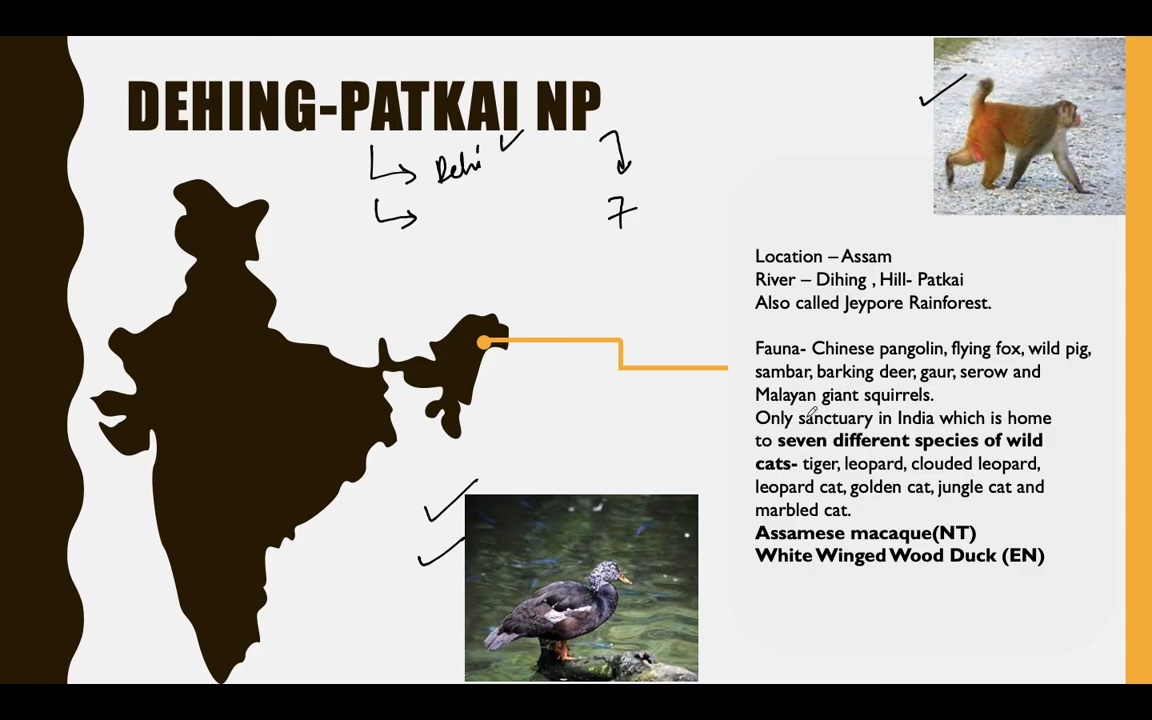 DEHING-PATKAI NP
Dehi
7
Location – Assam
River – Dihing , Hill- Patkai
Also called Jeypore Rainforest.
Fauna- Chinese pangolin, flying fox, wild pig,
sambar, barking deer, gaur, serow and
Malayan giant squirrels.
Only sanctuary in India which is home
to seven different species of wild
cats- tiger, leopard, clouded leopard,
leopard cat, golden cat, jungle cat and
marbled cat.
Assamese macaque(NT)
White Winged Wood Duck (EN)